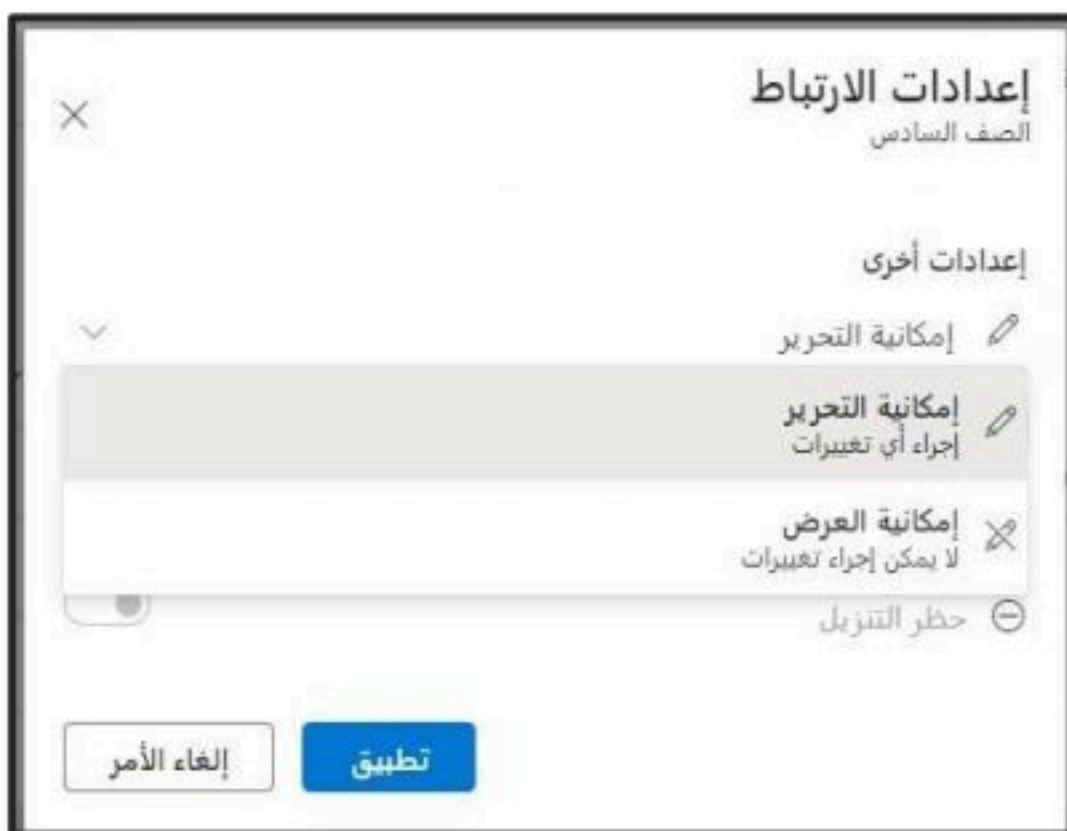 إعدادات الارتباط
الصف السادس
إعدادات أخرى
إمكانية التحرير
إمكانية التحرير
إجراء أي تغييرات
إمكانية العرض
لا يمكن إجراء تغييرات
حظر التنزيل
تطبيق
إلغاء الأمر